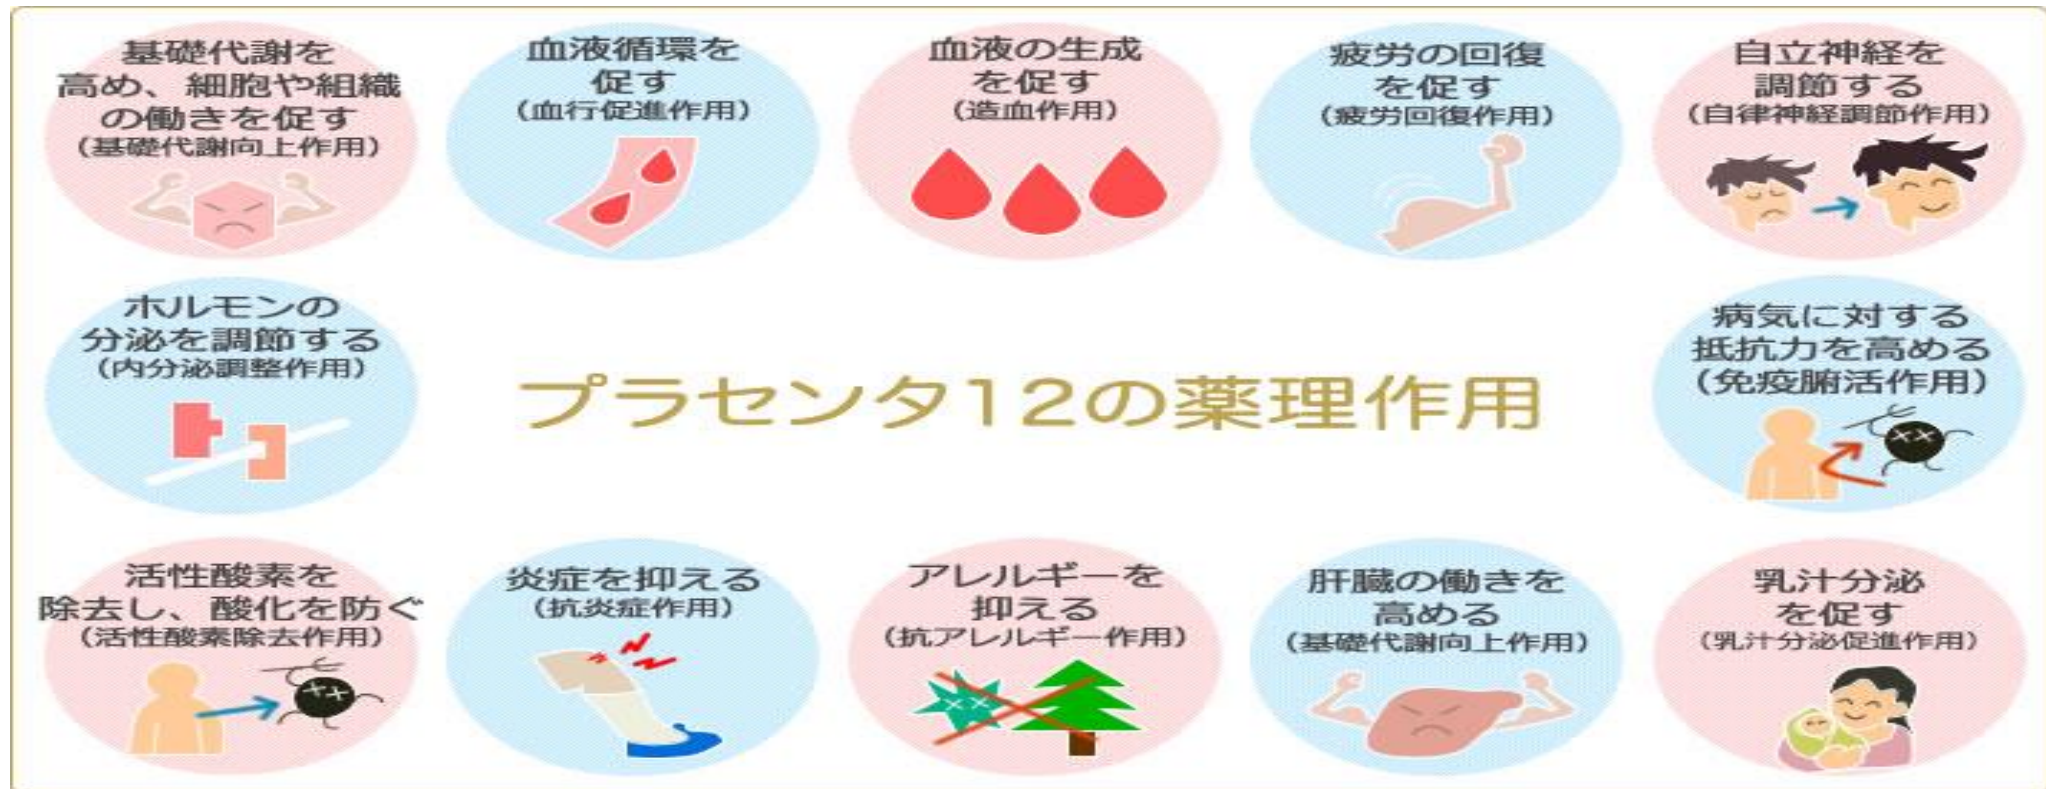 基礎代謝を
高め、細胞や組織
の働きを促す
(基礎代謝向上作用)
血液循環を
促す
(血行促進作用)
血液の生成
を促す
(造血作用)
疲労の回復
を促す
(疲労回復作用)
自立神経を
調節する
(自律神経調節作用)
ホルモンの
分泌を調節する
(内分泌調整作用)
プラセンタ12の薬理作用
病気に対する
抵抗力を高める
(免疫腑活作用)
活性酸素を
除去し、酸化を防ぐ
(活性酸素除去作用)
炎症を抑える
(抗炎症作用)
アレルギーを
抑える
(抗アレルギー作用)
肝臓の働きを
高める
(基礎代謝向上作用)
乳汁分泌
を促す
(乳汁分泌促進作用)